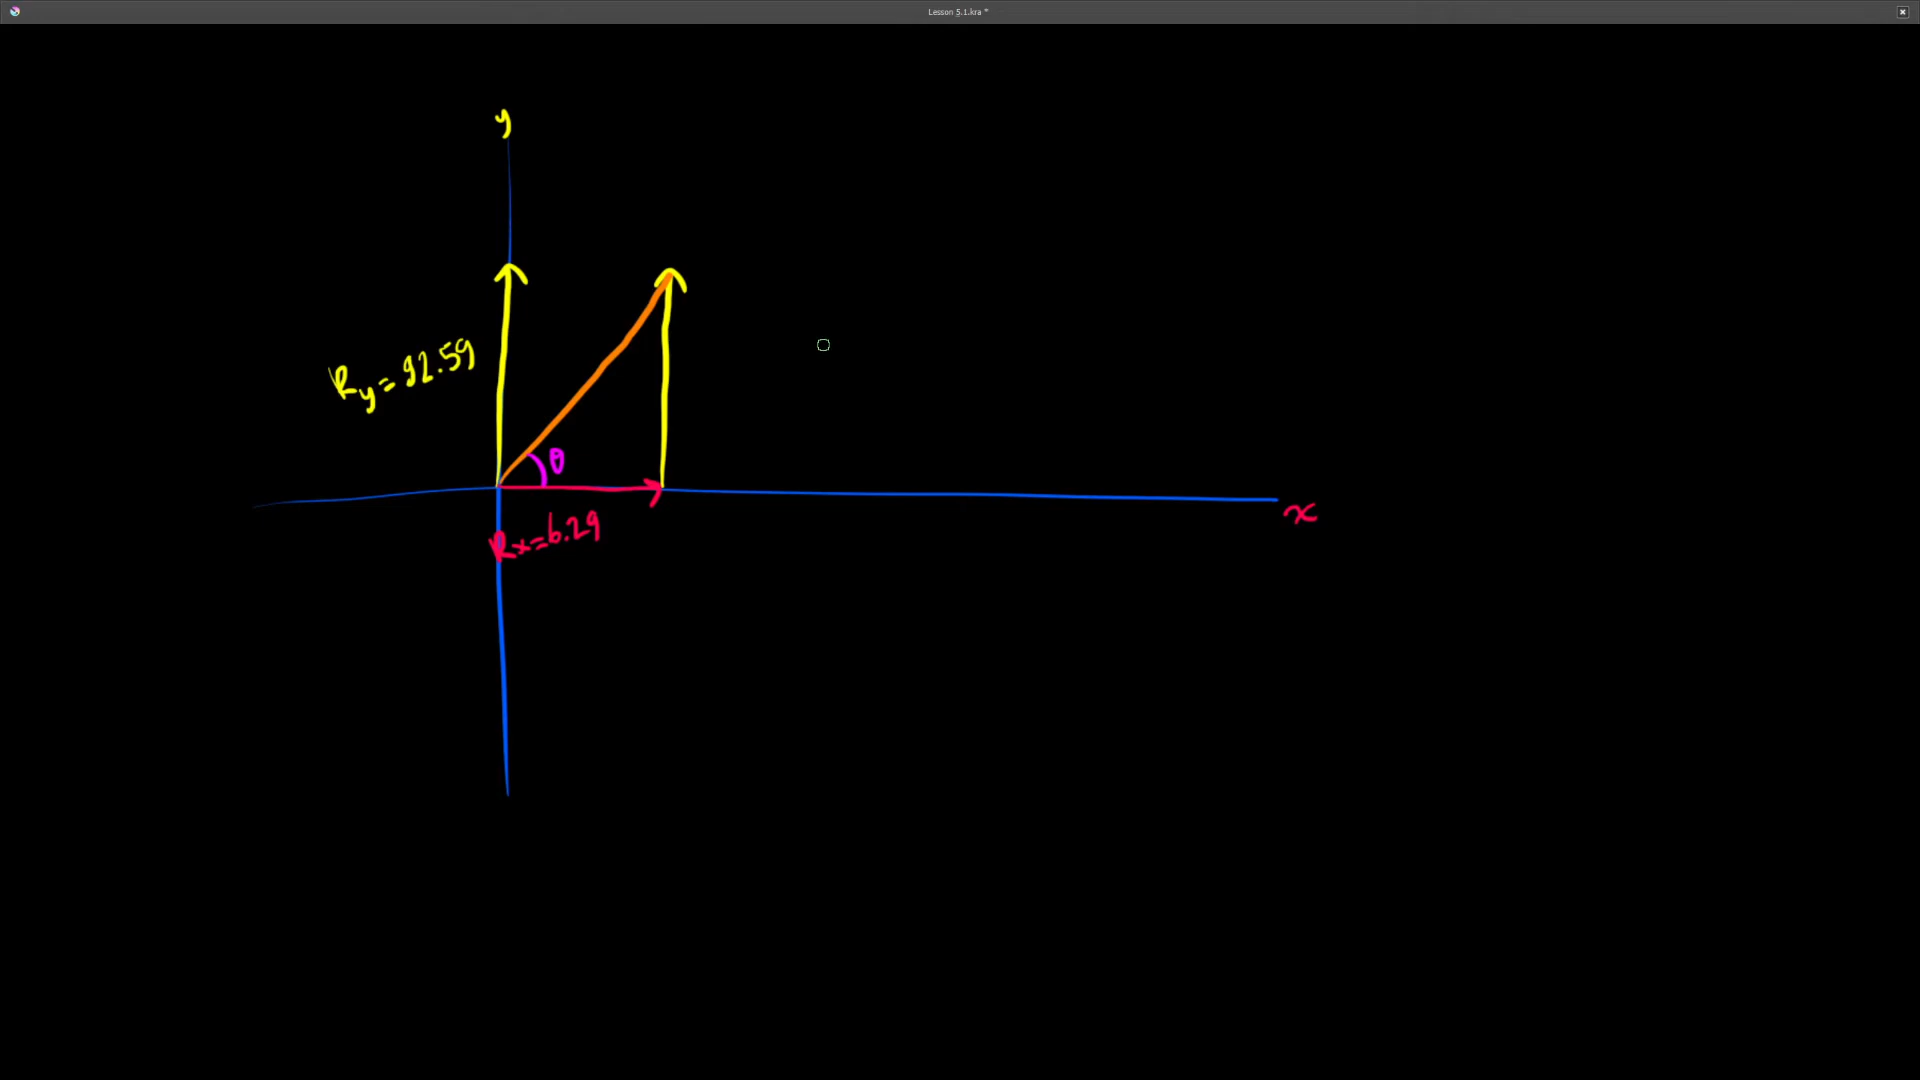 Lesson 5.1.kra *
y
Ry = 92.59
θ
Rx=6.29
x